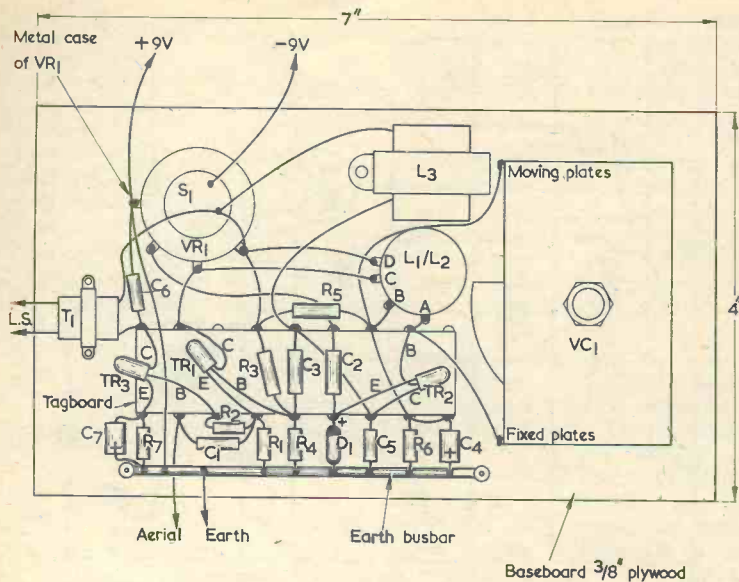 7"
Metal case
of VR1
+9V
-9V
S1
L3
Moving plates
VR1
L1/L2
D
C
B
A
C6
R5
L.S.
T1
VC1
4"
C
TR1
C
TR3
E
B
E
B
R3
C3
C2
B
E
C
TR2
Tagboard
R2
+
C7
+
R7
C1
R1
R4
D1
C5
R6
C4
+
Fixed plates
Aerial
Earth
Earth busbar
Baseboard 3/8" plywood